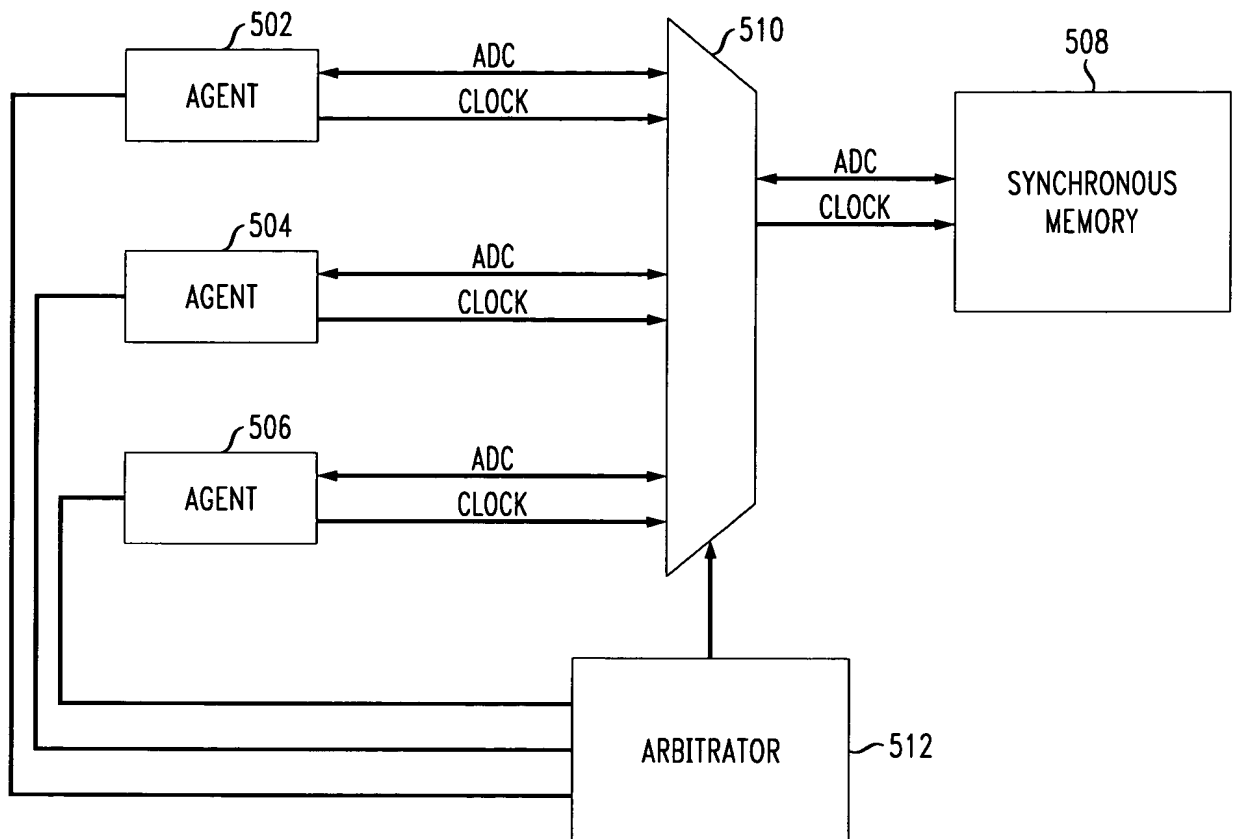 502
AGENT
ADC
CLOCK
510
508
ADC
CLOCK
SYNCHRONOUS
MEMORY
504
AGENT
ADC
CLOCK
506
AGENT
ADC
CLOCK
ARBITRATOR
512